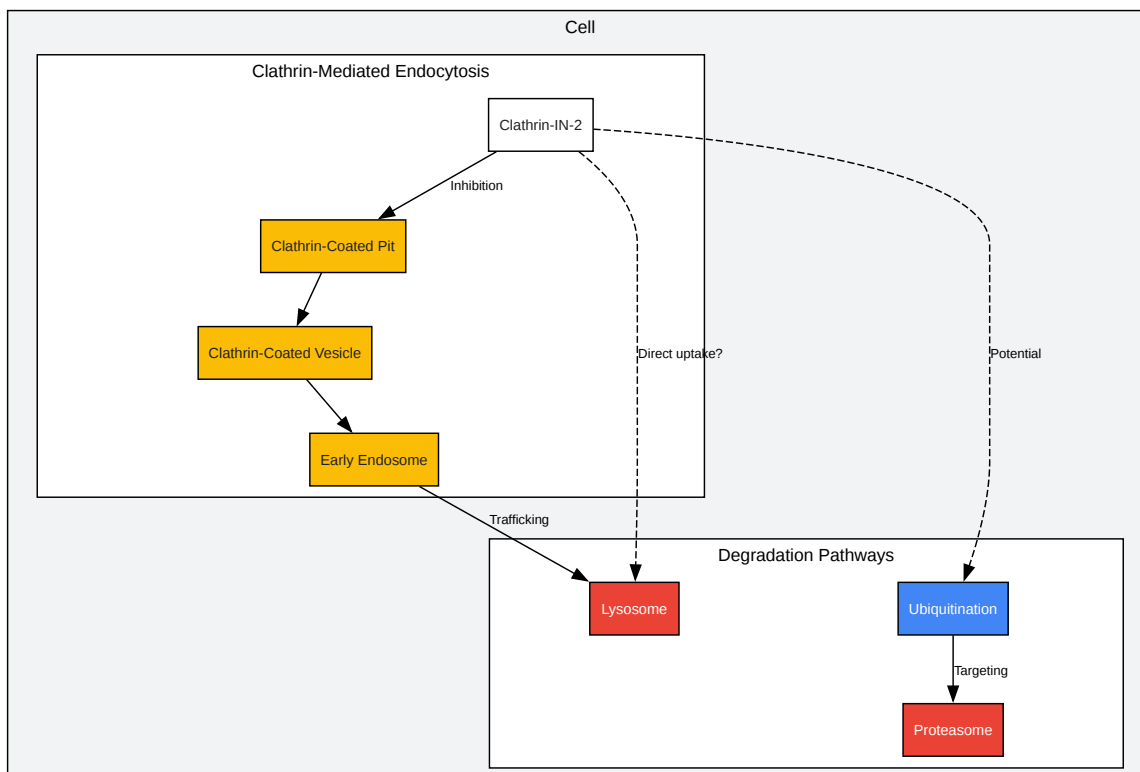 Cell
Clathrin-Mediated Endocytosis
Clathrin-IN-2
Inhibition
Clathrin-Coated Pit
Clathrin-Coated Vesicle
Direct uptake?
Potential
Early Endosome
Trafficking
Degradation Pathways
Lysosome
Ubiquitination
Targeting
Proteasome